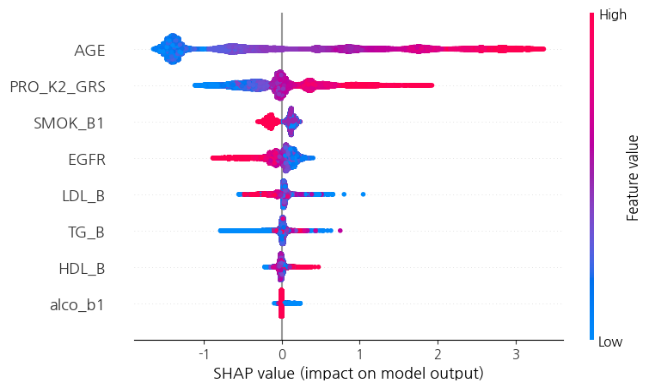 High
AGE
PRO_K2_GRS
SMOK_B1
EGFR
LDL_B
TG_B
HDL_B
alco_b1
Feature value
Low
-1 0 1 2 3
SHAP value (impact on model output)